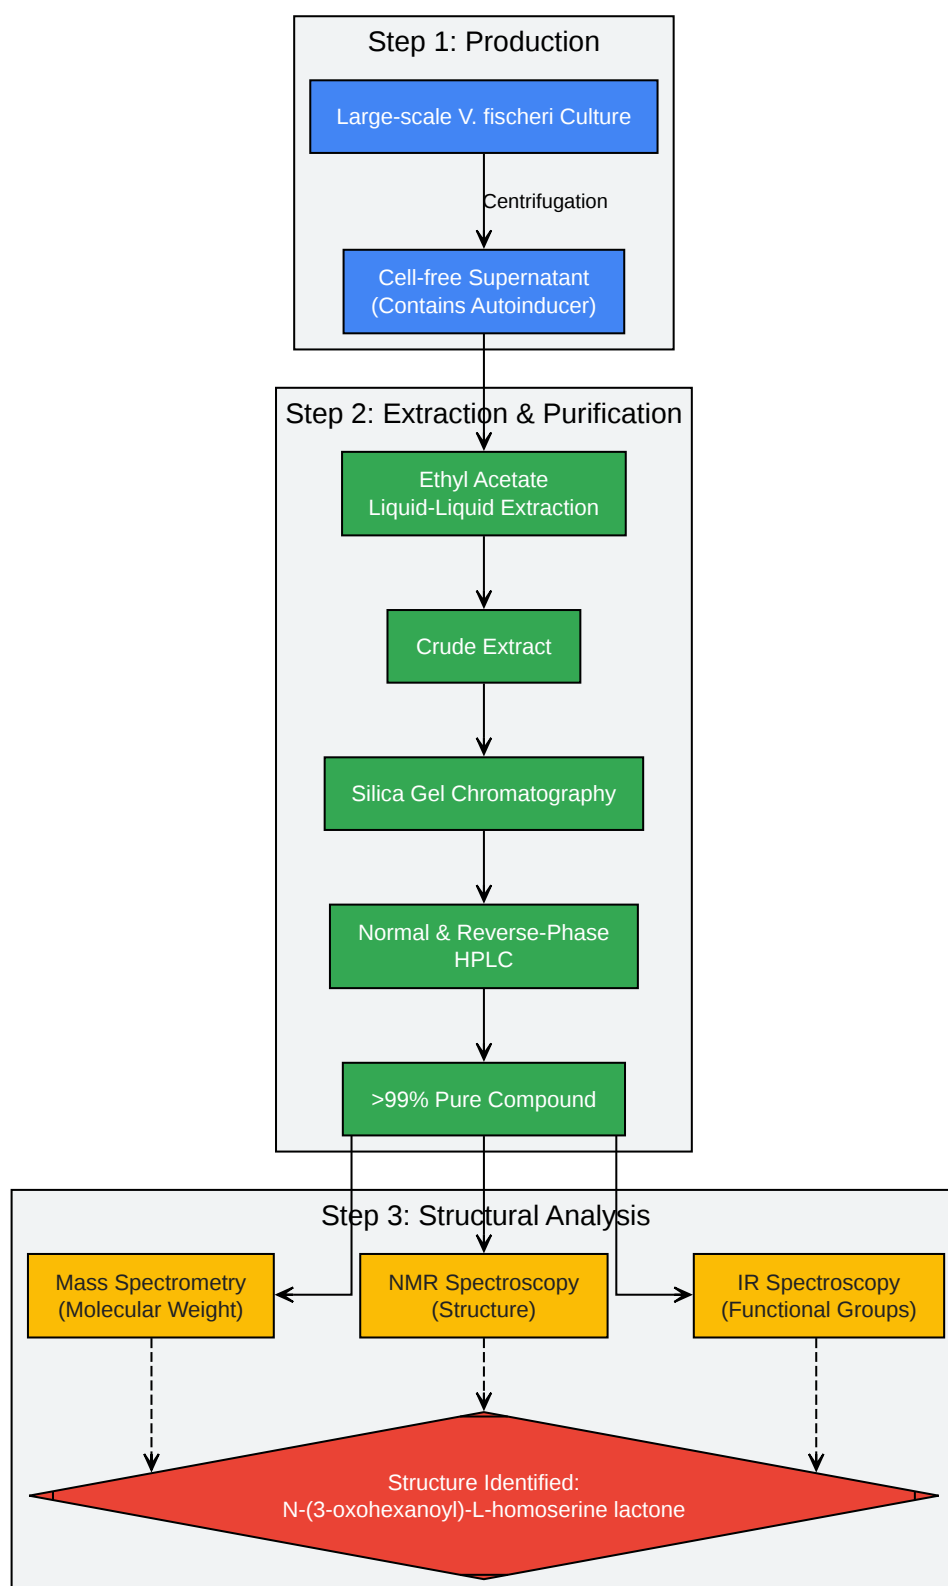 Step 1: Production
Large-scale V. fischeri Culture
Centrifugation
Cell-free Supernatant
(Contains Autoinducer)
Step 2: Extraction & Purification
Ethyl Acetate
Liquid-Liquid Extraction
Crude Extract
Silica Gel Chromatography
Normal & Reverse-Phase
HPLC
>99% Pure Compound
Step 3: Structural Analysis
Mass Spectrometry
(Molecular Weight)
NMR Spectroscopy
(Structure)
IR Spectroscopy
(Functional Groups)
Structure Identified:
N-(3-oxohexanoyl)-L-homoserine lactone